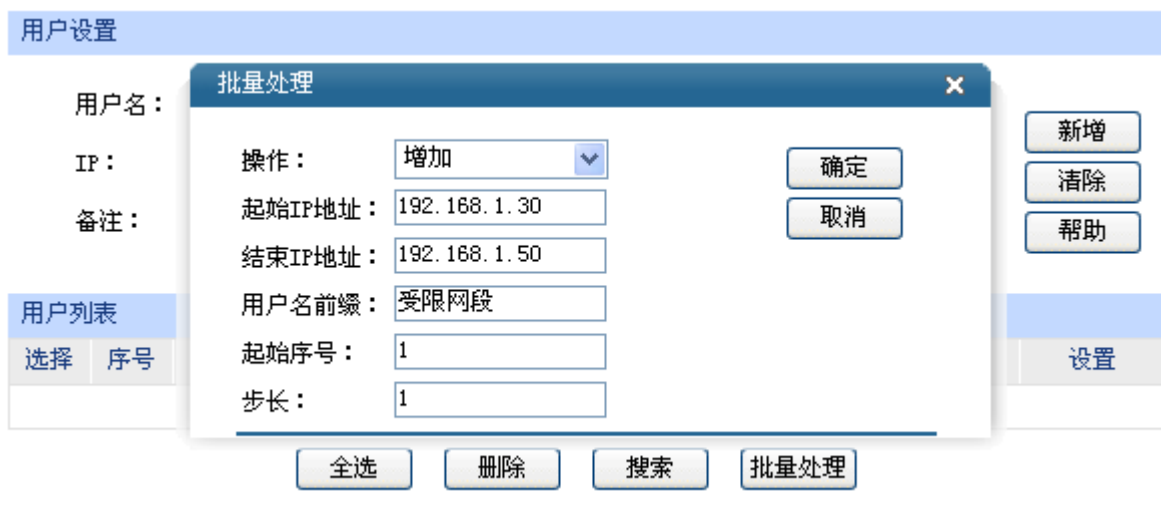 用户设置
批量处理
用户名：
IP：
备注：
操作： 增加
起始IP地址： 192.168.1.30
结束IP地址： 192.168.1.50
用户名前缀： 受限网段
起始序号： 1
步长： 1
确定
取消
新增
清除
帮助
用户列表
选择 序号 设置
全选 删除 搜索 批量处理